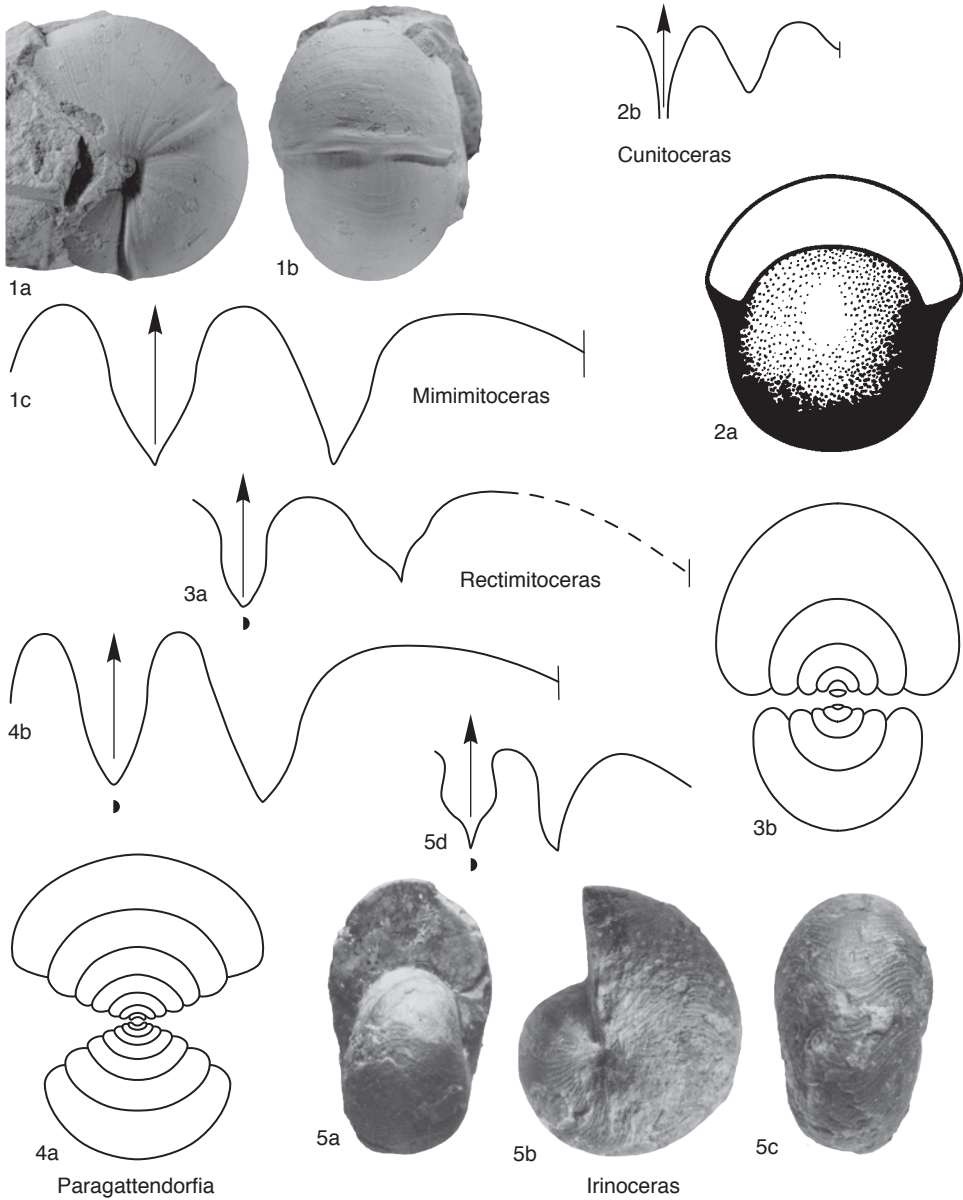 2b
Cunitoceras
1a
1b
1c
Mimimitoceras
2a
3a
Rectimitoceras
4b
5d
3b
4a
5a
5b
5c
Paragattendorfia
Irinoceras